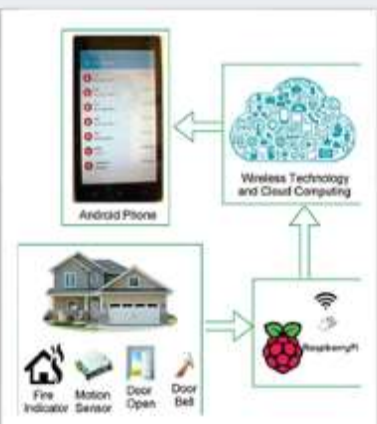 Android Phone
Wireless Technology
and Cloud Computing
RaspberryPi
Fire
Indicator
Motion
Sensor
Door
Open
Door
Bell